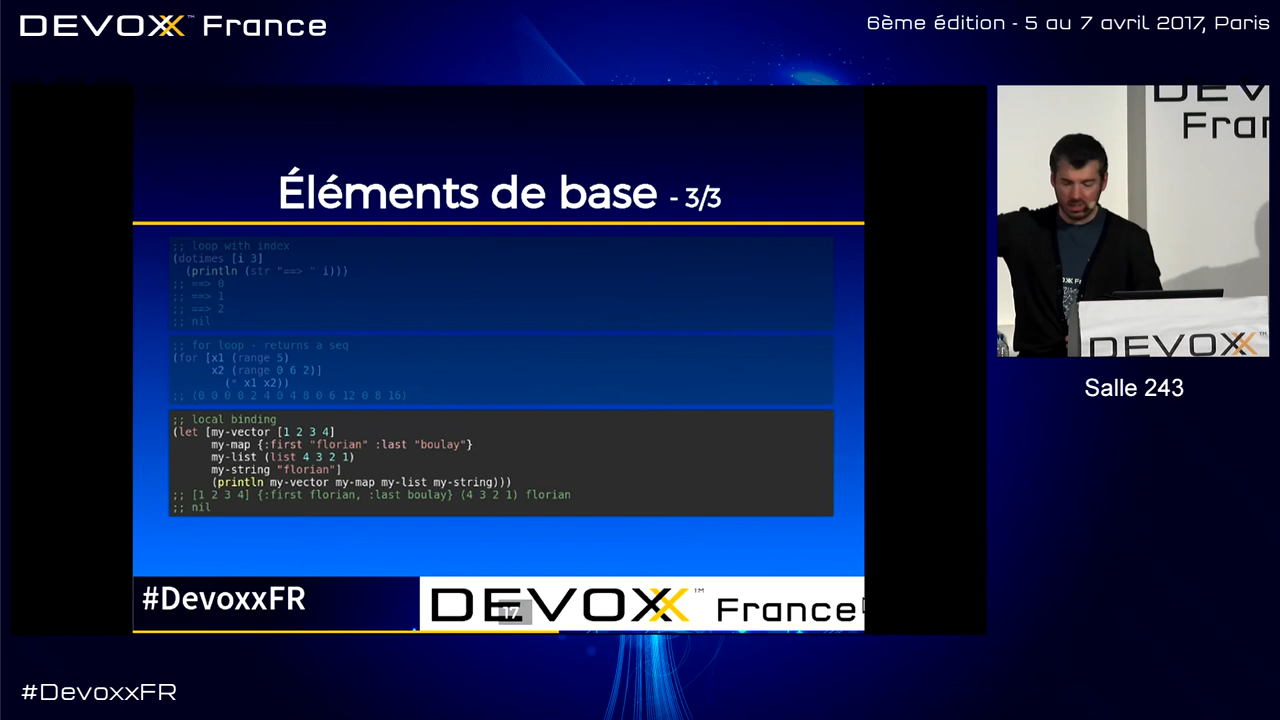 DEVOXX™ France
6ème édition - 5 au 7 avril 2017, Paris
Éléments de base - 3/3
;; loop with index
(dotimes [i 3]
(println (str "==> " i)))
;; ==> 0
;; ==> 1
;; ==> 2
;; nil
;; for loop - returns a seq
(for [x1 (range 5)
x2 (range 0 6 2)]
(* x1 x2))
;; (0 0 0 0 2 4 0 4 8 0 6 12 0 8 16)
;; local binding
(let [my-vector [1 2 3 4]
my-map {:first "florian" :last "boulay"}
my-list (list 4 3 2 1)
my-string "florian"]
(println my-vector my-map my-list my-string)))
;; [1 2 3 4] {:first florian, :last boulay} (4 3 2 1) florian
;; nil
#DevoxxFR
DEVOXX™ France
17
DEV
Fran
DEVOXX
Salle 243
#DevoxxFR